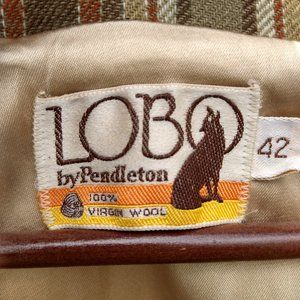 LOBO
by Pendleton
100%
VIRGIN WOOL
42